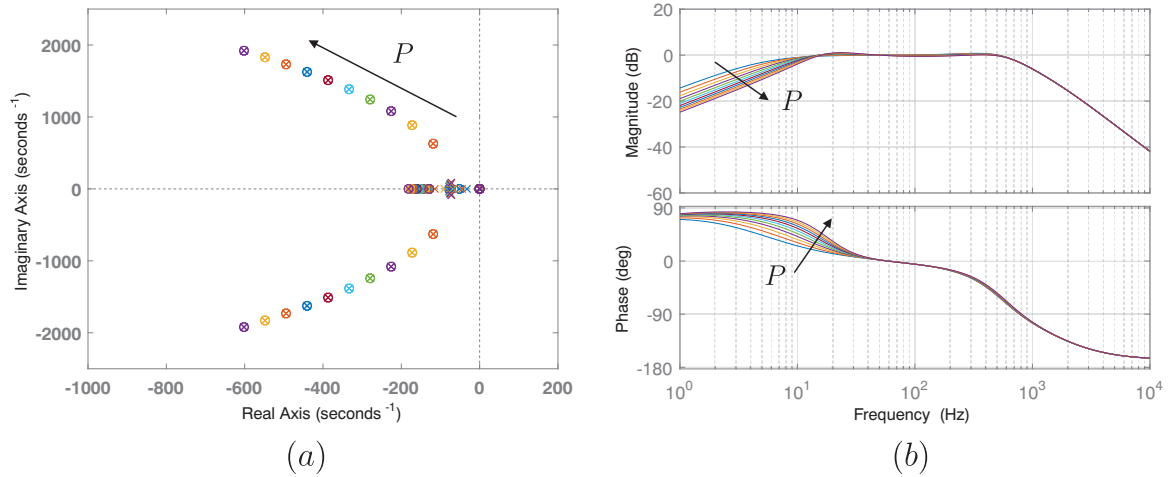 2000
1000
0
-1000
-2000
Imaginary Axis (seconds -1)
P
-1000
-800
-600
-400
-200
0
200
Real Axis (seconds -1)
(a)
20
0
-20
-40
-60
Magnitude (dB)
P
90
0
-90
-180
Phase (deg)
P
10^0
10^1
10^2
10^3
10^4
Frequency (Hz)
(b)